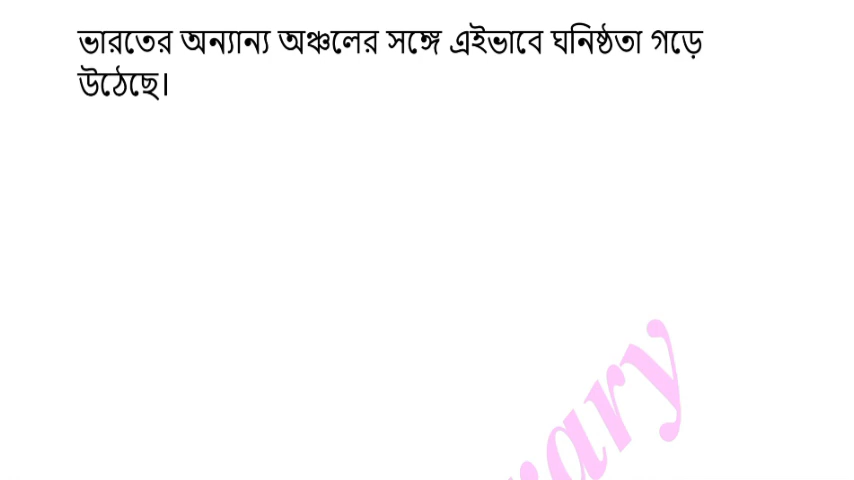 ভারতের অন্যান্য অঞ্চলের সঙ্গে এইভাবে ঘনিষ্ঠতা গড়ে
উঠেছে।